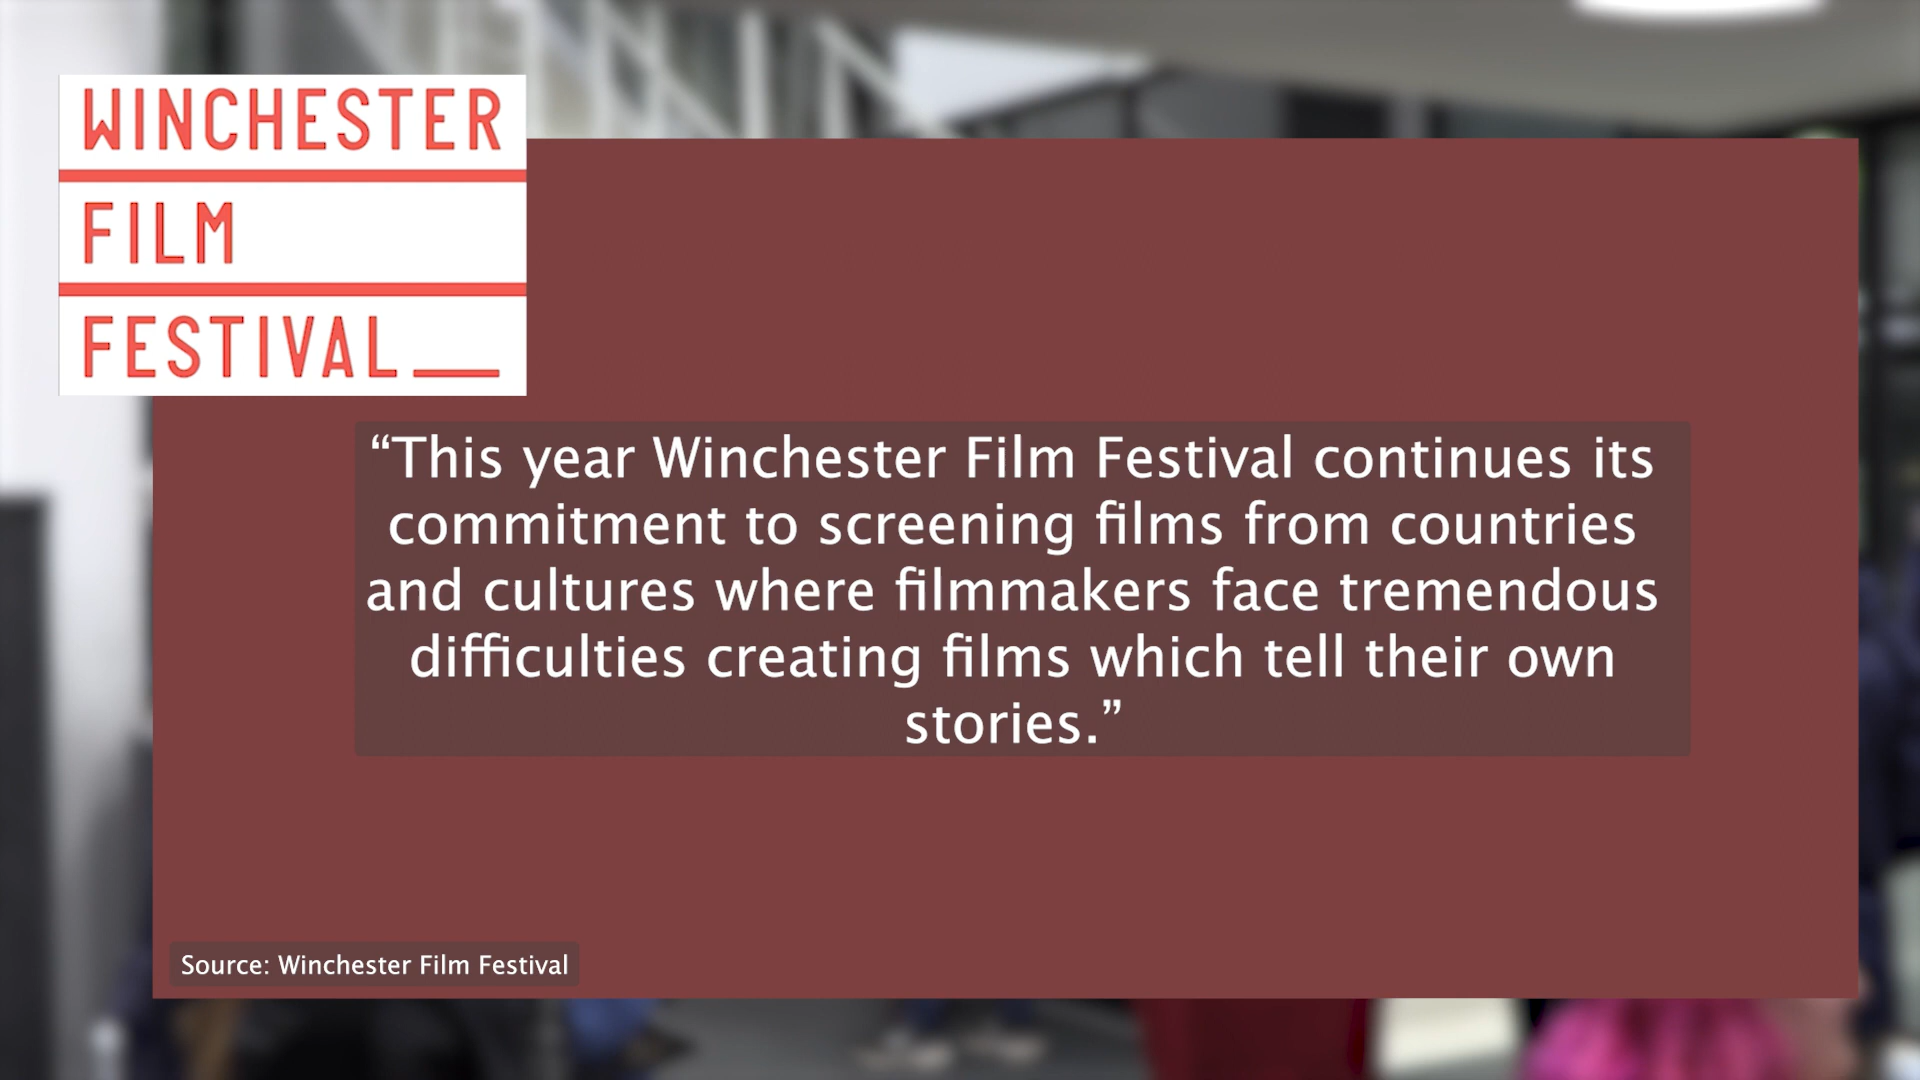 WINCHESTER
FILM
FESTIVAL
“This year Winchester Film Festival continues its
commitment to screening films from countries
and cultures where filmmakers face tremendous
difficulties creating films which tell their own
stories.”
Source: Winchester Film Festival